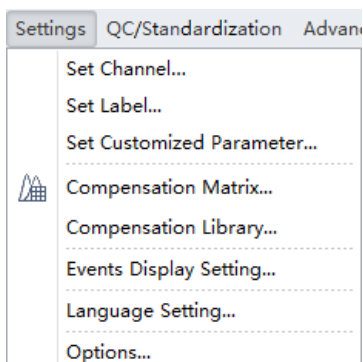 Settings QC/Standardization Advan
Set Channel...
Set Label...
Set Customized Parameter...
Compensation Matrix...
Compensation Library...
Events Display Setting...
Language Setting...
Options...